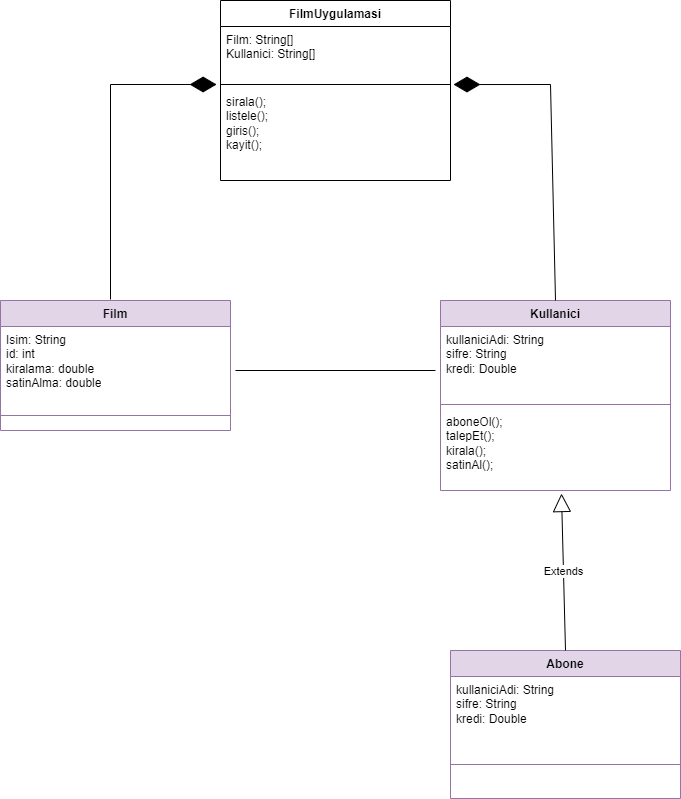 FilmUygulamasi
Film: String[]
Kullanici: String[]
sirala();
listele();
giris();
kayit();
Film
Isim: String
id: int
kiralama: double
satinAlma: double
Kullanici
kullaniciAdi: String
sifre: String
kredi: Double
aboneOl();
talepEt();
kirala();
satinAl();
Extends
Abone
kullaniciAdi: String
sifre: String
kredi: Double